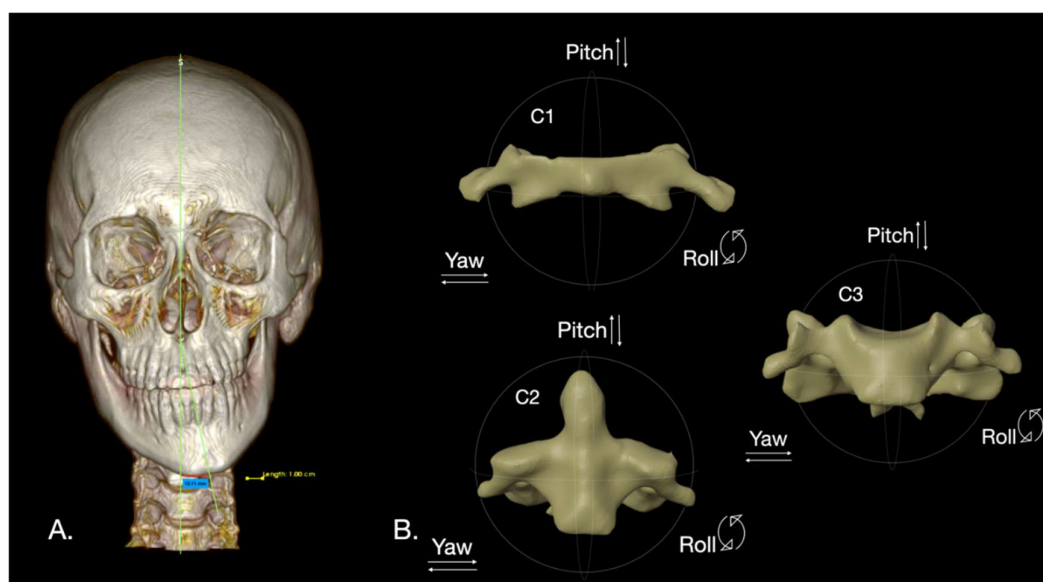 S
Length: 1.00 cm
A.
Pitch
C1
Yaw
Roll
Pitch
C2
Yaw
Roll
Pitch
C3
Yaw
Roll
B.